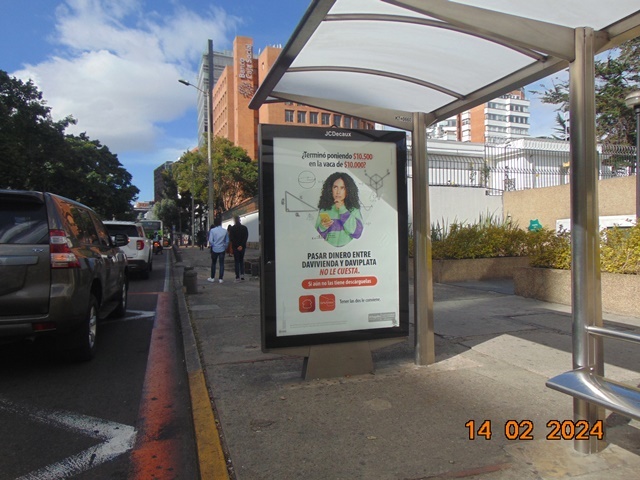 JCDecaux
¿Terminó poniendo $10.500
en la vaca de $10.000?
PASAR DINERO ENTRE
DAVIVIENDA Y DAVIPLATA
NO LE CUESTA.
Si aún no las tiene descárguelas
14 02 2024